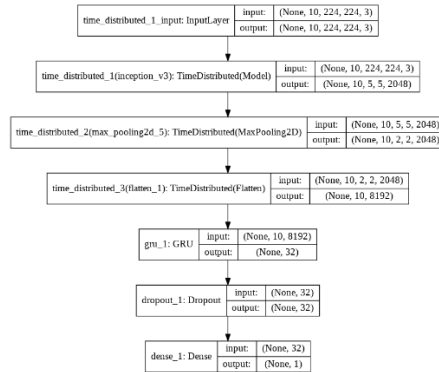 time_distributed_1_input: InputLayer
input: (None, 10, 224, 224, 3)
output: (None, 10, 224, 224, 3)
time_distributed_1(inception_v3): TimeDistributed(Model)
input: (None, 10, 224, 224, 3)
output: (None, 10, 5, 5, 2048)
time_distributed_2(max_pooling2d_5): TimeDistributed(MaxPooling2D)
input: (None, 10, 5, 5, 2048)
output: (None, 10, 2, 2, 2048)
time_distributed_3(flatten_1): TimeDistributed(Flatten)
input: (None, 10, 2, 2, 2048)
output: (None, 10, 8192)
gru_1: GRU
input: (None, 10, 8192)
output: (None, 32)
dropout_1: Dropout
input: (None, 32)
output: (None, 32)
dense_1: Dense
input: (None, 32)
output: (None, 1)